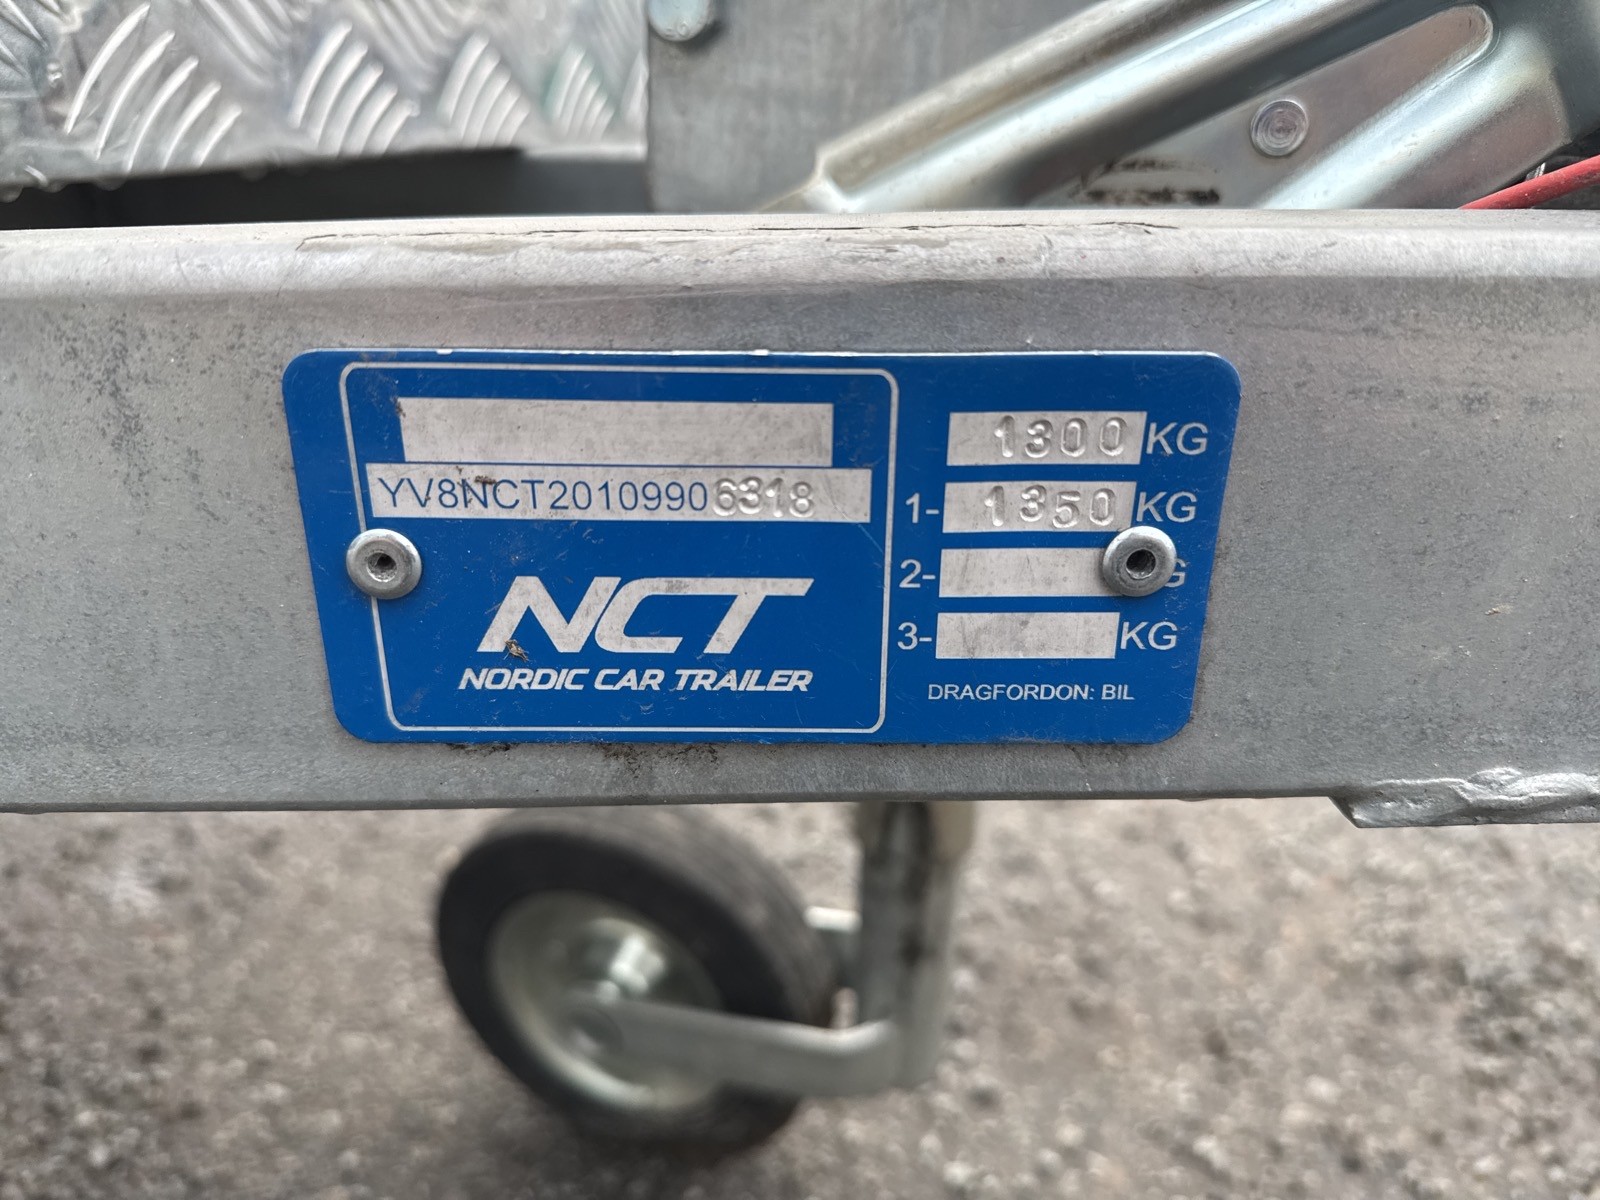 1300 KG
YV8NCT20109906318
1- 1350 KG
2- G
3- KG
NCT
NORDIC CAR TRAILER
DRAGFORDON: BIL